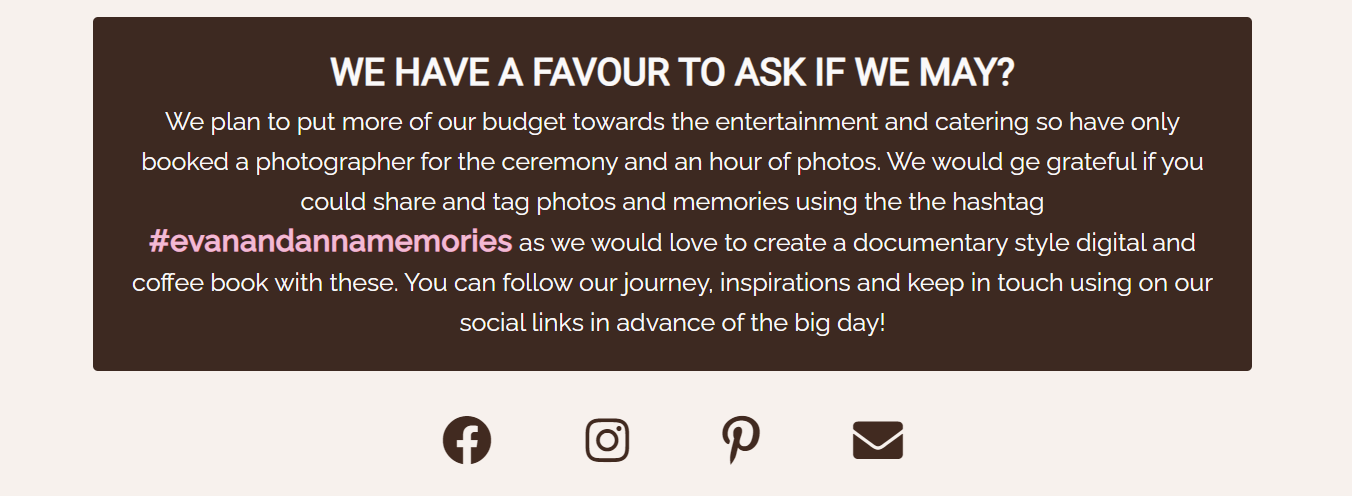 WE HAVE A FAVOUR TO ASK IF WE MAY?
We plan to put more of our budget towards the entertainment and catering so have only
booked a photographer for the ceremony and an hour of photos. We would ge grateful if you
could share and tag photos and memories using the the hashtag
#evanandannamemories as we would love to create a documentary style digital and
coffee book with these. You can follow our journey, inspirations and keep in touch using on our
social links in advance of the big day!